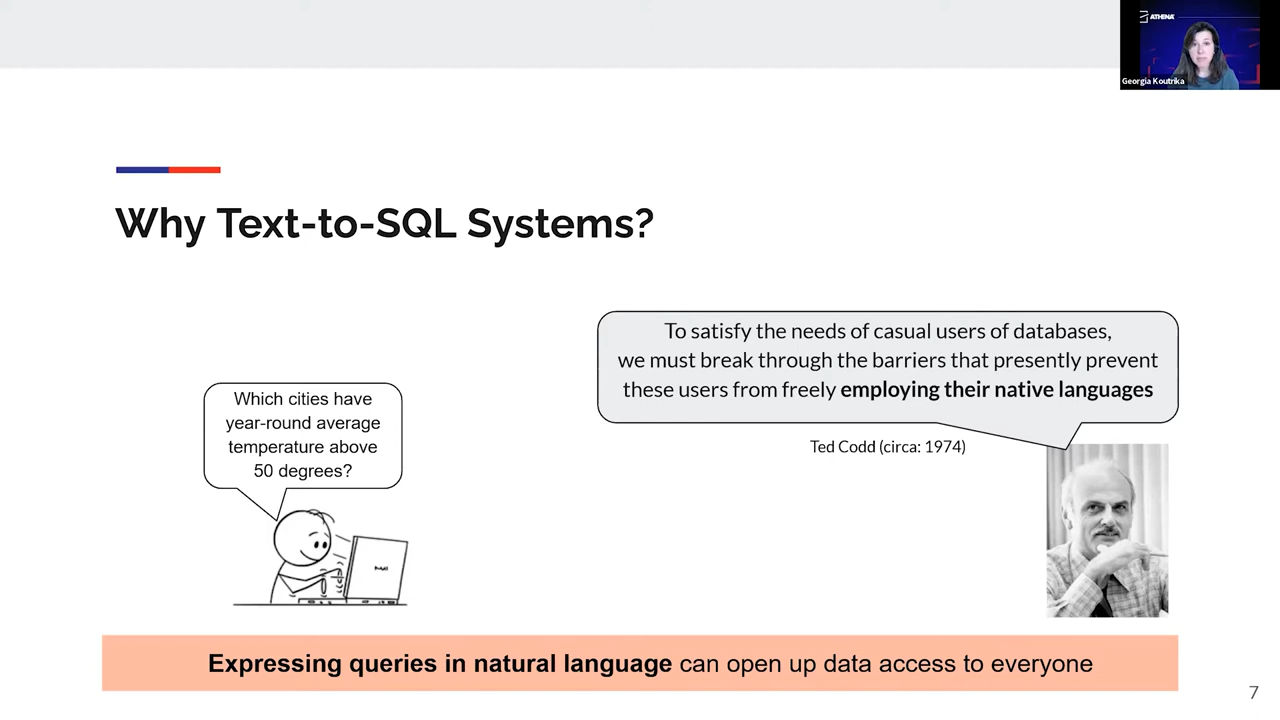 ATHENA
Georgia Koutrika
Why Text-to-SQL Systems?
To satisfy the needs of casual users of databases,
we must break through the barriers that presently prevent
these users from freely employing their native languages
Which cities have
year-round average
temperature above
50 degrees?
Ted Codd (circa: 1974)
Expressing queries in natural language can open up data access to everyone
7